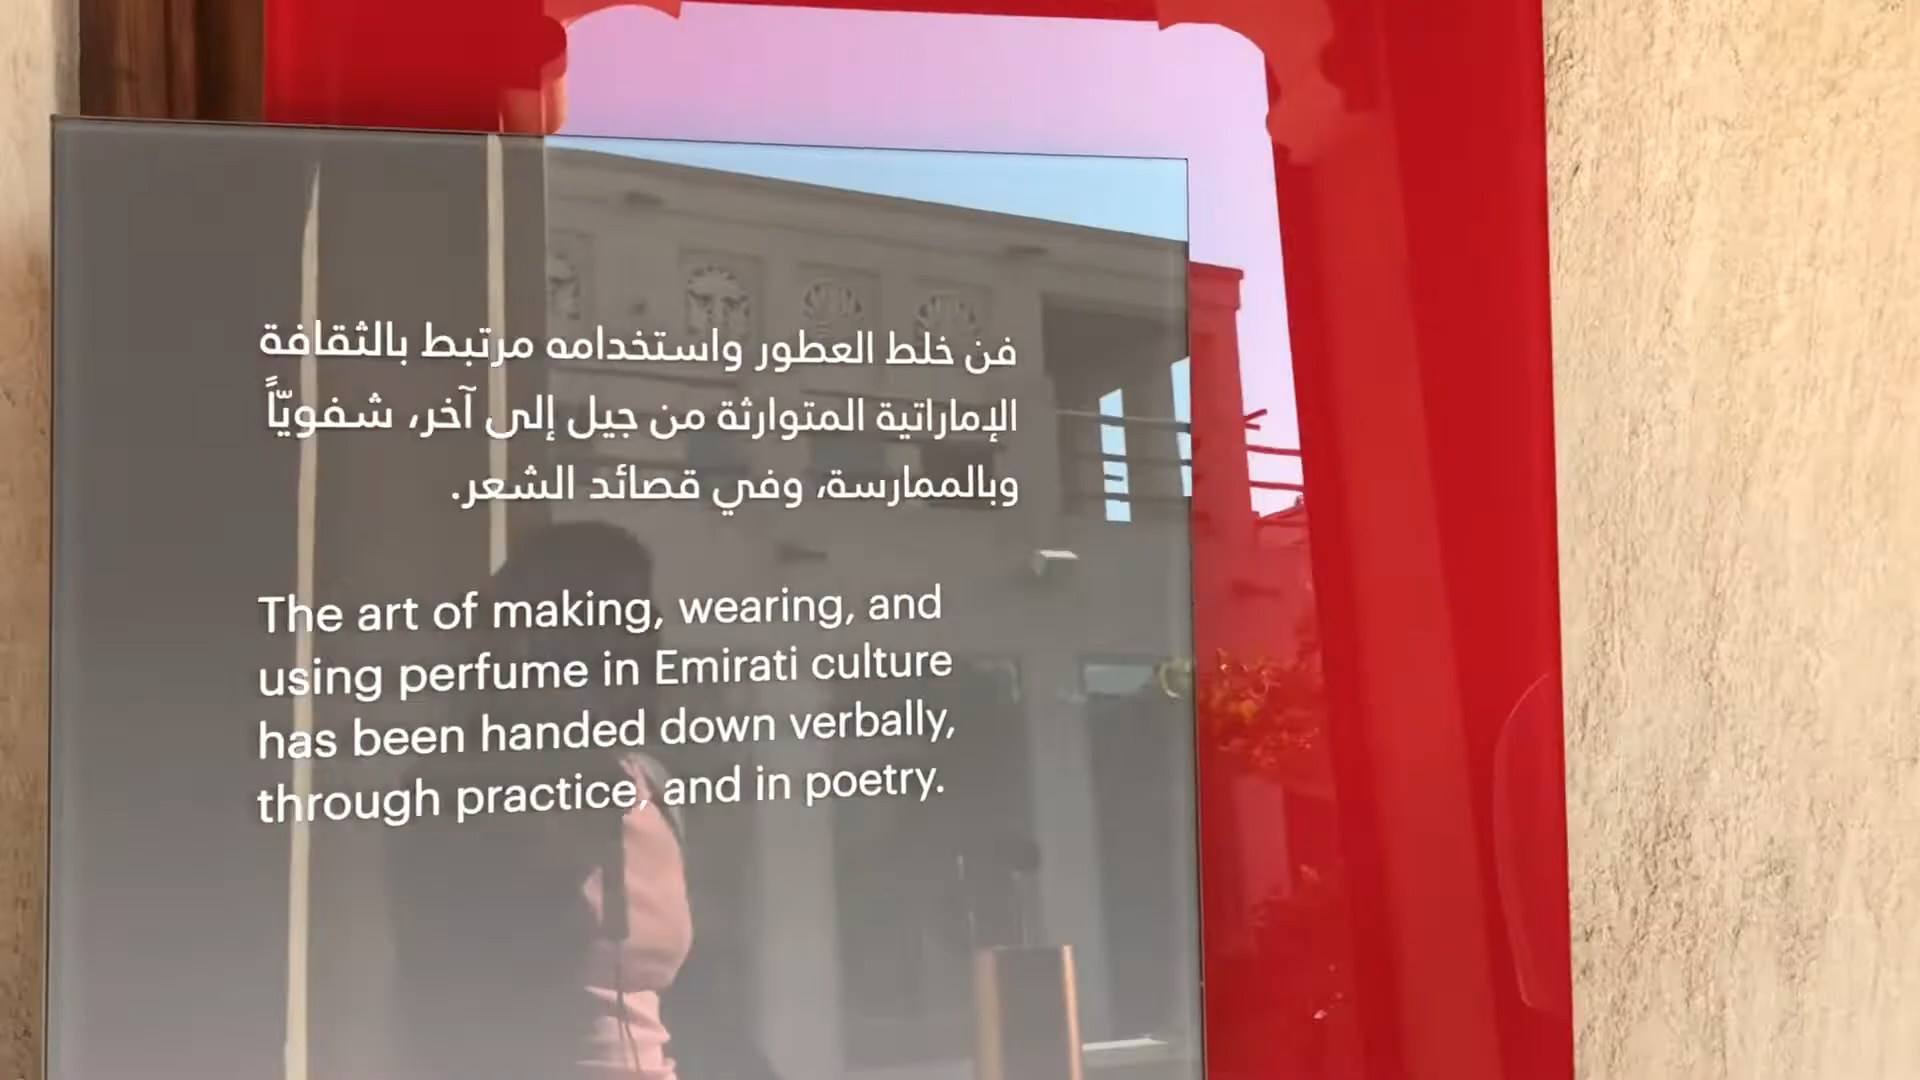 فن خلط العطور واستخدامه مرتبط بالثقافة
الإماراتية المتوارثة من جيل إلى آخر، شفويّاً
وبالممارسة، وفي قصائد الشعر.
The art of making, wearing, and
using perfume in Emirati culture
has been handed down verbally,
through practice, and in poetry.